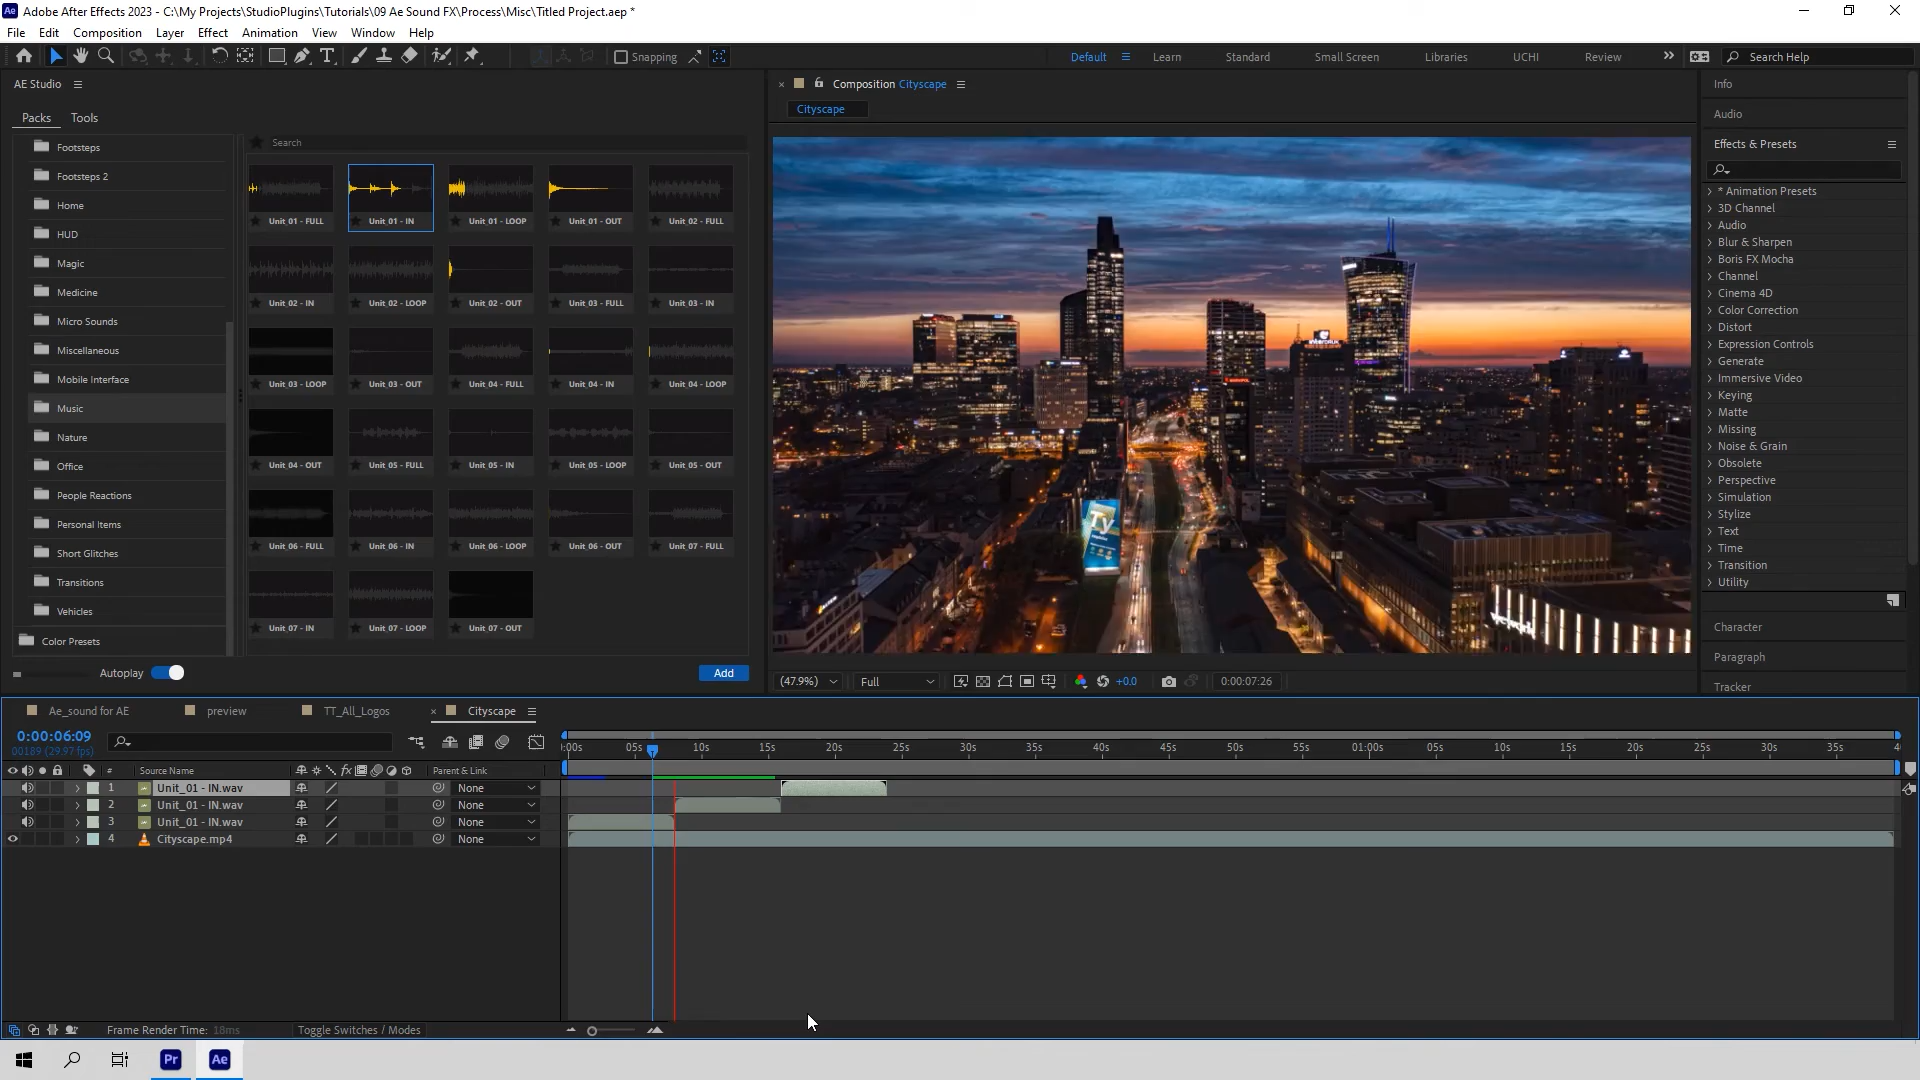 Ae Adobe After Effects 2023 - C:\My Projects\StudioPlugins\Tutorials\09 Ae Sound FX\Process\Misc\Titled Project.aep *
File Edit Composition Layer Effect Animation View Window Help
Snapping Default Learn Standard Small Screen Libraries UCHI Review Search Help
AE Studio
Packs Tools
Footsteps
Footsteps 2
Home
HUD
Magic
Medicine
Micro Sounds
Miscellaneous
Mobile Interface
Music
Nature
Office
People Reactions
Personal Items
Short Glitches
Transitions
Vehicles
Color Presets
Search
Unit_01 - FULL Unit_01 - IN Unit_01 - LOOP Unit_01 - OUT Unit_02 - FULL
Unit_02 - IN Unit_02 - LOOP Unit_02 - OUT Unit_03 - FULL Unit_03 - IN
Unit_03 - LOOP Unit_03 - OUT Unit_04 - FULL Unit_04 - IN Unit_04 - LOOP
Unit_04 - OUT Unit_05 - FULL Unit_05 - IN Unit_05 - LOOP Unit_05 - OUT
Unit_06 - FULL Unit_06 - IN Unit_06 - LOOP Unit_06 - OUT Unit_07 - FULL
Unit_07 - IN Unit_07 - LOOP Unit_07 - OUT
Autoplay Add
Composition Cityscape
Cityscape
Ty
(47.9%) Full +0.0 0:00:07:26
Info
Audio
Effects & Presets
* Animation Presets
3D Channel
Audio
Blur & Sharpen
Boris FX Mocha
Channel
Cinema 4D
Color Correction
Distort
Expression Controls
Generate
Immersive Video
Keying
Matte
Missing
Noise & Grain
Obsolete
Perspective
Simulation
Stylize
Text
Time
Transition
Utility
Character
Paragraph
Tracker
Ae_sound for AE preview TT_All_Logos Cityscape
0:00:06:09
00189 (29.97 fps)
:00s 05s 10s 15s 20s 25s 30s 35s 40s 45s 50s 55s 01:00s 05s 10s 15s 20s 25s 30s 35s 4
# Source Name fx Parent & Link
1 Unit_01 - IN.wav None
2 Unit_01 - IN.wav None
3 Unit_01 - IN.wav None
4 Cityscape.mp4 None
Frame Render Time: 18ms Toggle Switches / Modes
Pr Ae